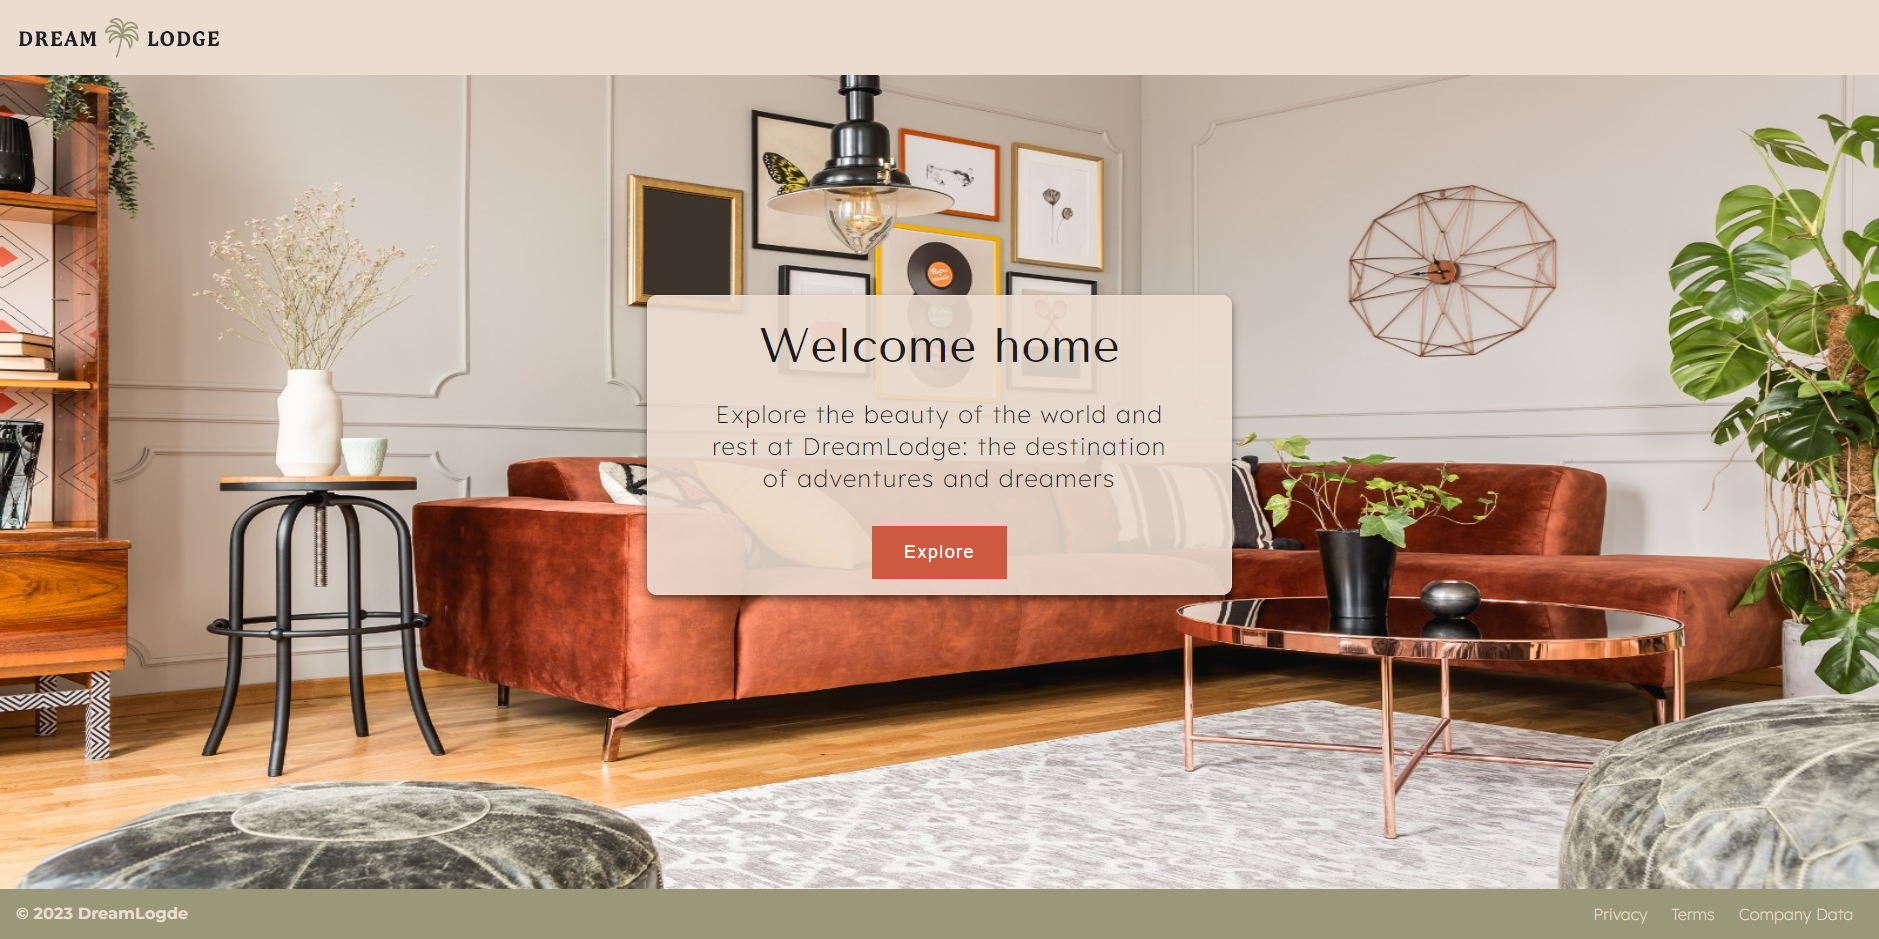 DREAM LODGE
Welcome home
Explore the beauty of the world and
rest at DreamLodge: the destination
of adventures and dreamers
Explore
© 2023 DreamLogde
Privacy Terms Company Data